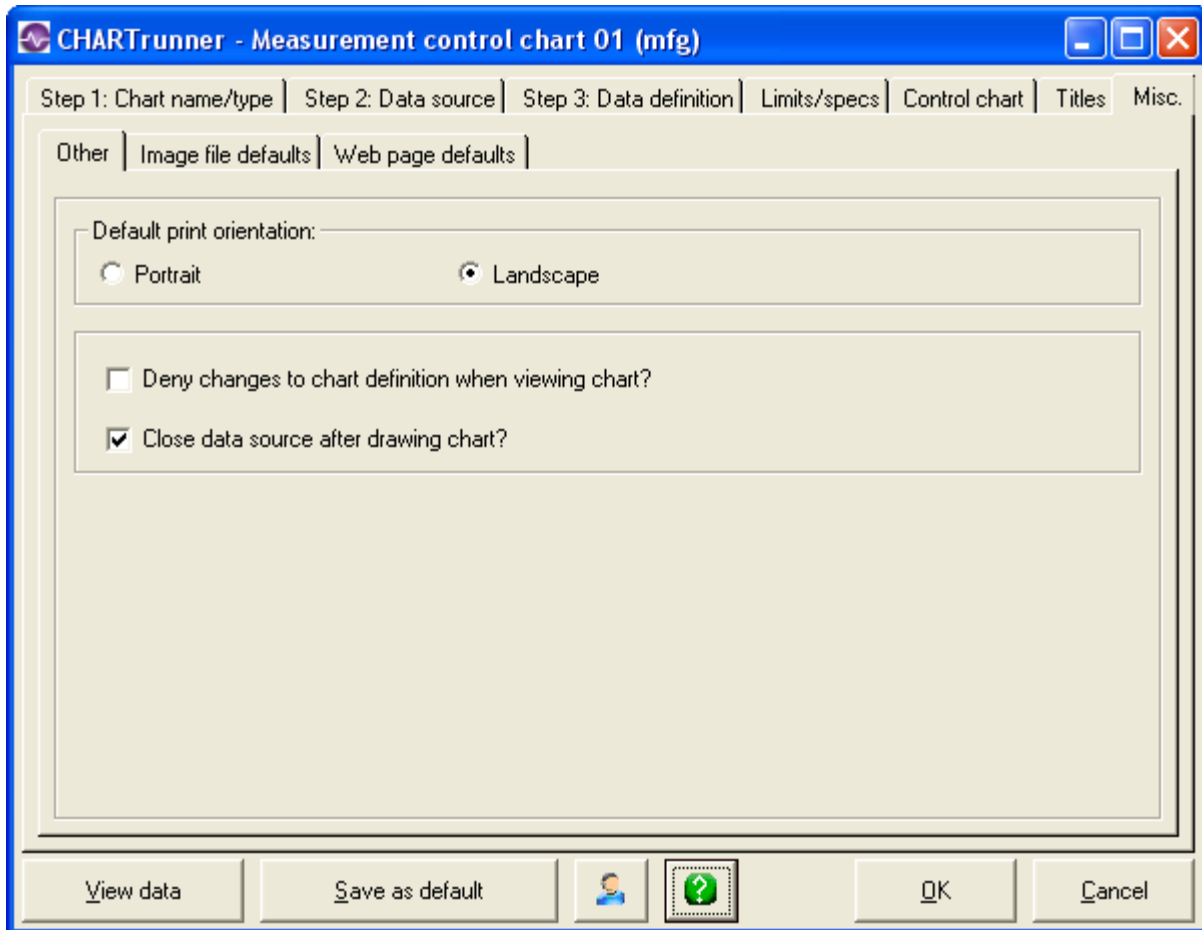 CHARTrunner - Measurement control chart 01 (mfg)
Step 1: Chart name/type Step 2: Data source Step 3: Data definition Limits/specs Control chart Titles Misc.
Other Image file defaults Web page defaults
Default print orientation:
Portrait Landscape
Deny changes to chart definition when viewing chart?
Close data source after drawing chart?
View data Save as default ? OK Cancel